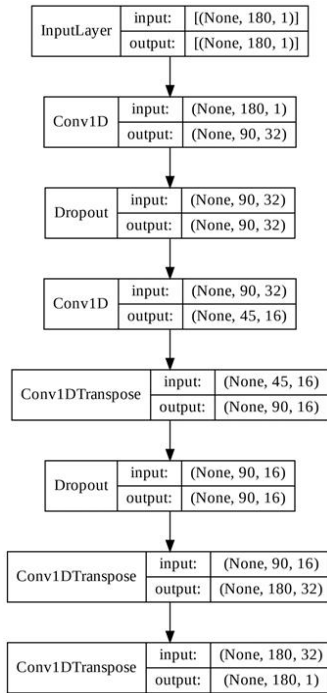 InputLayer input: [(None, 180, 1)]
output: [(None, 180, 1)]
Conv1D input: (None, 180, 1)
output: (None, 90, 32)
Dropout input: (None, 90, 32)
output: (None, 90, 32)
Conv1D input: (None, 90, 32)
output: (None, 45, 16)
Conv1DTranspose input: (None, 45, 16)
output: (None, 90, 16)
Dropout input: (None, 90, 16)
output: (None, 90, 16)
Conv1DTranspose input: (None, 90, 16)
output: (None, 180, 32)
Conv1DTranspose input: (None, 180, 32)
output: (None, 180, 1)